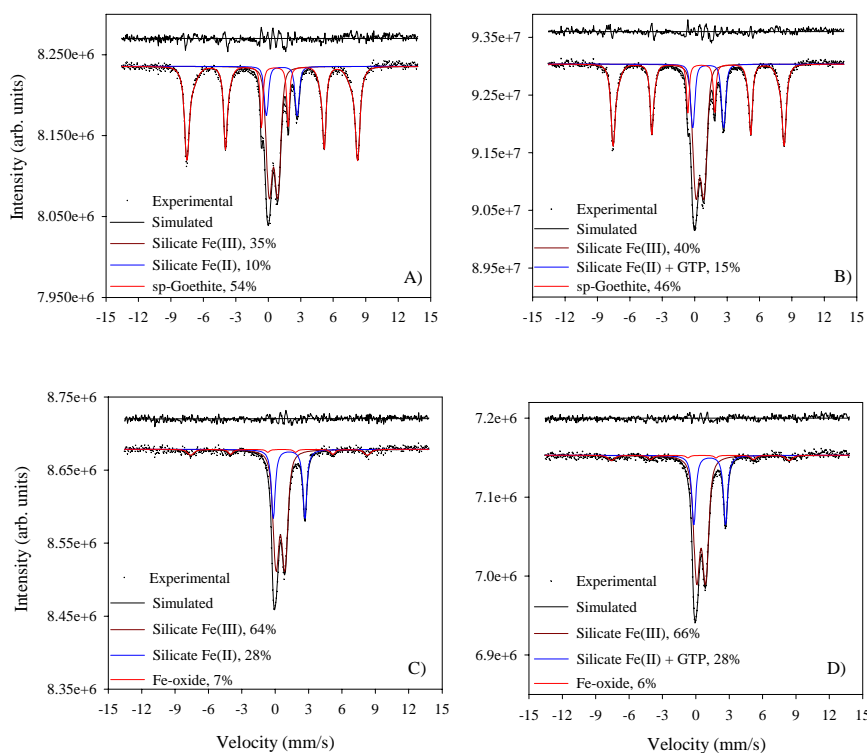 A)
Intensity (arb. units)
8.250e+6
8.150e+6
8.050e+6
7.950e+6
Experimental
Simulated
Silicate Fe(III), 35%
Silicate Fe(II), 10%
sp-Goethite, 54%
-15 -12 -9 -6 -3 0 3 6 9 12 15
B)
9.35e+7
9.25e+7
9.15e+7
9.05e+7
8.95e+7
Experimental
Simulated
Silicate Fe(III), 40%
Silicate Fe(II) + GTP, 15%
sp-Goethite, 46%
-15 -12 -9 -6 -3 0 3 6 9 12 15
C)
Intensity (arb. units)
8.75e+6
8.65e+6
8.55e+6
8.45e+6
8.35e+6
Experimental
Simulated
Silicate Fe(III), 64%
Silicate Fe(II), 28%
Fe-oxide, 7%
-15 -12 -9 -6 -3 0 3 6 9 12 15
Velocity (mm/s)
D)
7.2e+6
7.1e+6
7.0e+6
6.9e+6
Experimental
Simulated
Silicate Fe(III), 66%
Silicate Fe(II) + GTP, 28%
Fe-oxide, 6%
-15 -12 -9 -6 -3 0 3 6 9 12 15
Velocity (mm/s)